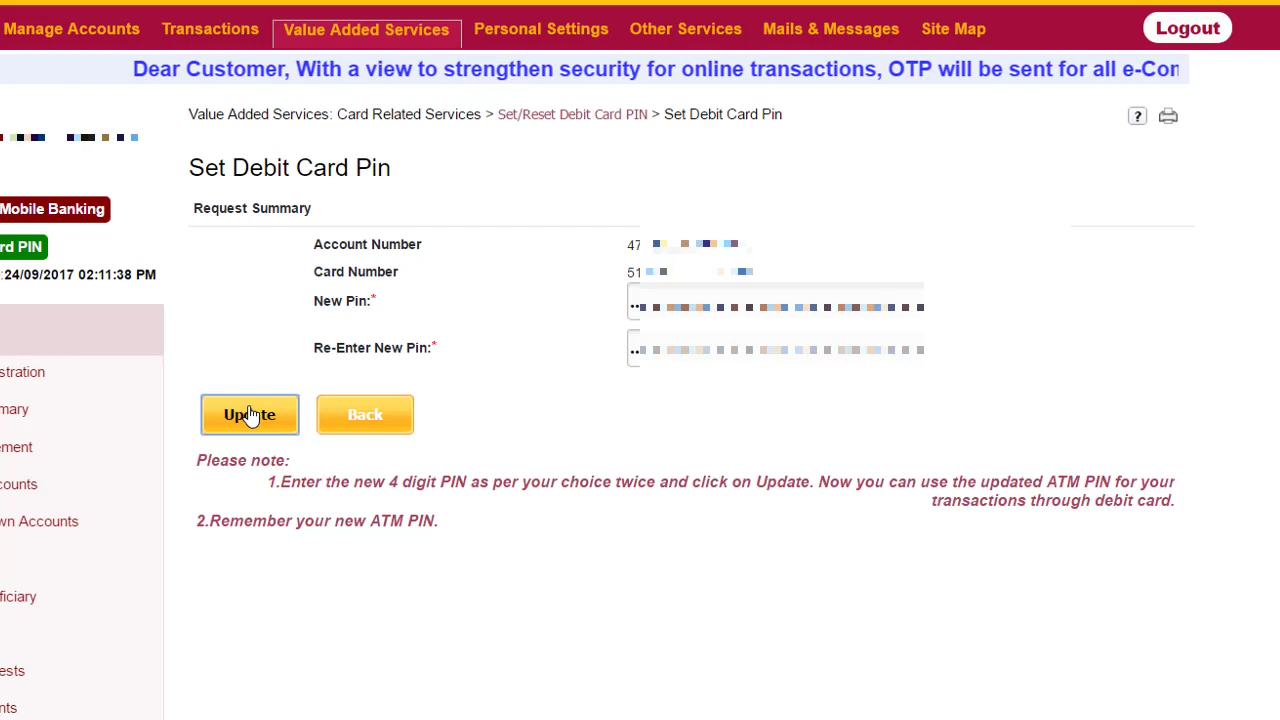 Manage Accounts Transactions Value Added Services Personal Settings Other Services Mails & Messages Site Map Logout
Dear Customer, With a view to strengthen security for online transactions, OTP will be sent for all e-Con
Value Added Services: Card Related Services > Set/Reset Debit Card PIN > Set Debit Card Pin ?
Set Debit Card Pin
Mobile Banking
Request Summary
rd PIN
Account Number 47
:24/09/2017 02:11:38 PM
Card Number 51
New Pin:*
Re-Enter New Pin:*
stration
mary
Update Back
ement
Please note:
1.Enter the new 4 digit PIN as per your choice twice and click on Update. Now you can use the updated ATM PIN for your
transactions through debit card.
counts
2.Remember your new ATM PIN.
wn Accounts
ficiary
ests
nts